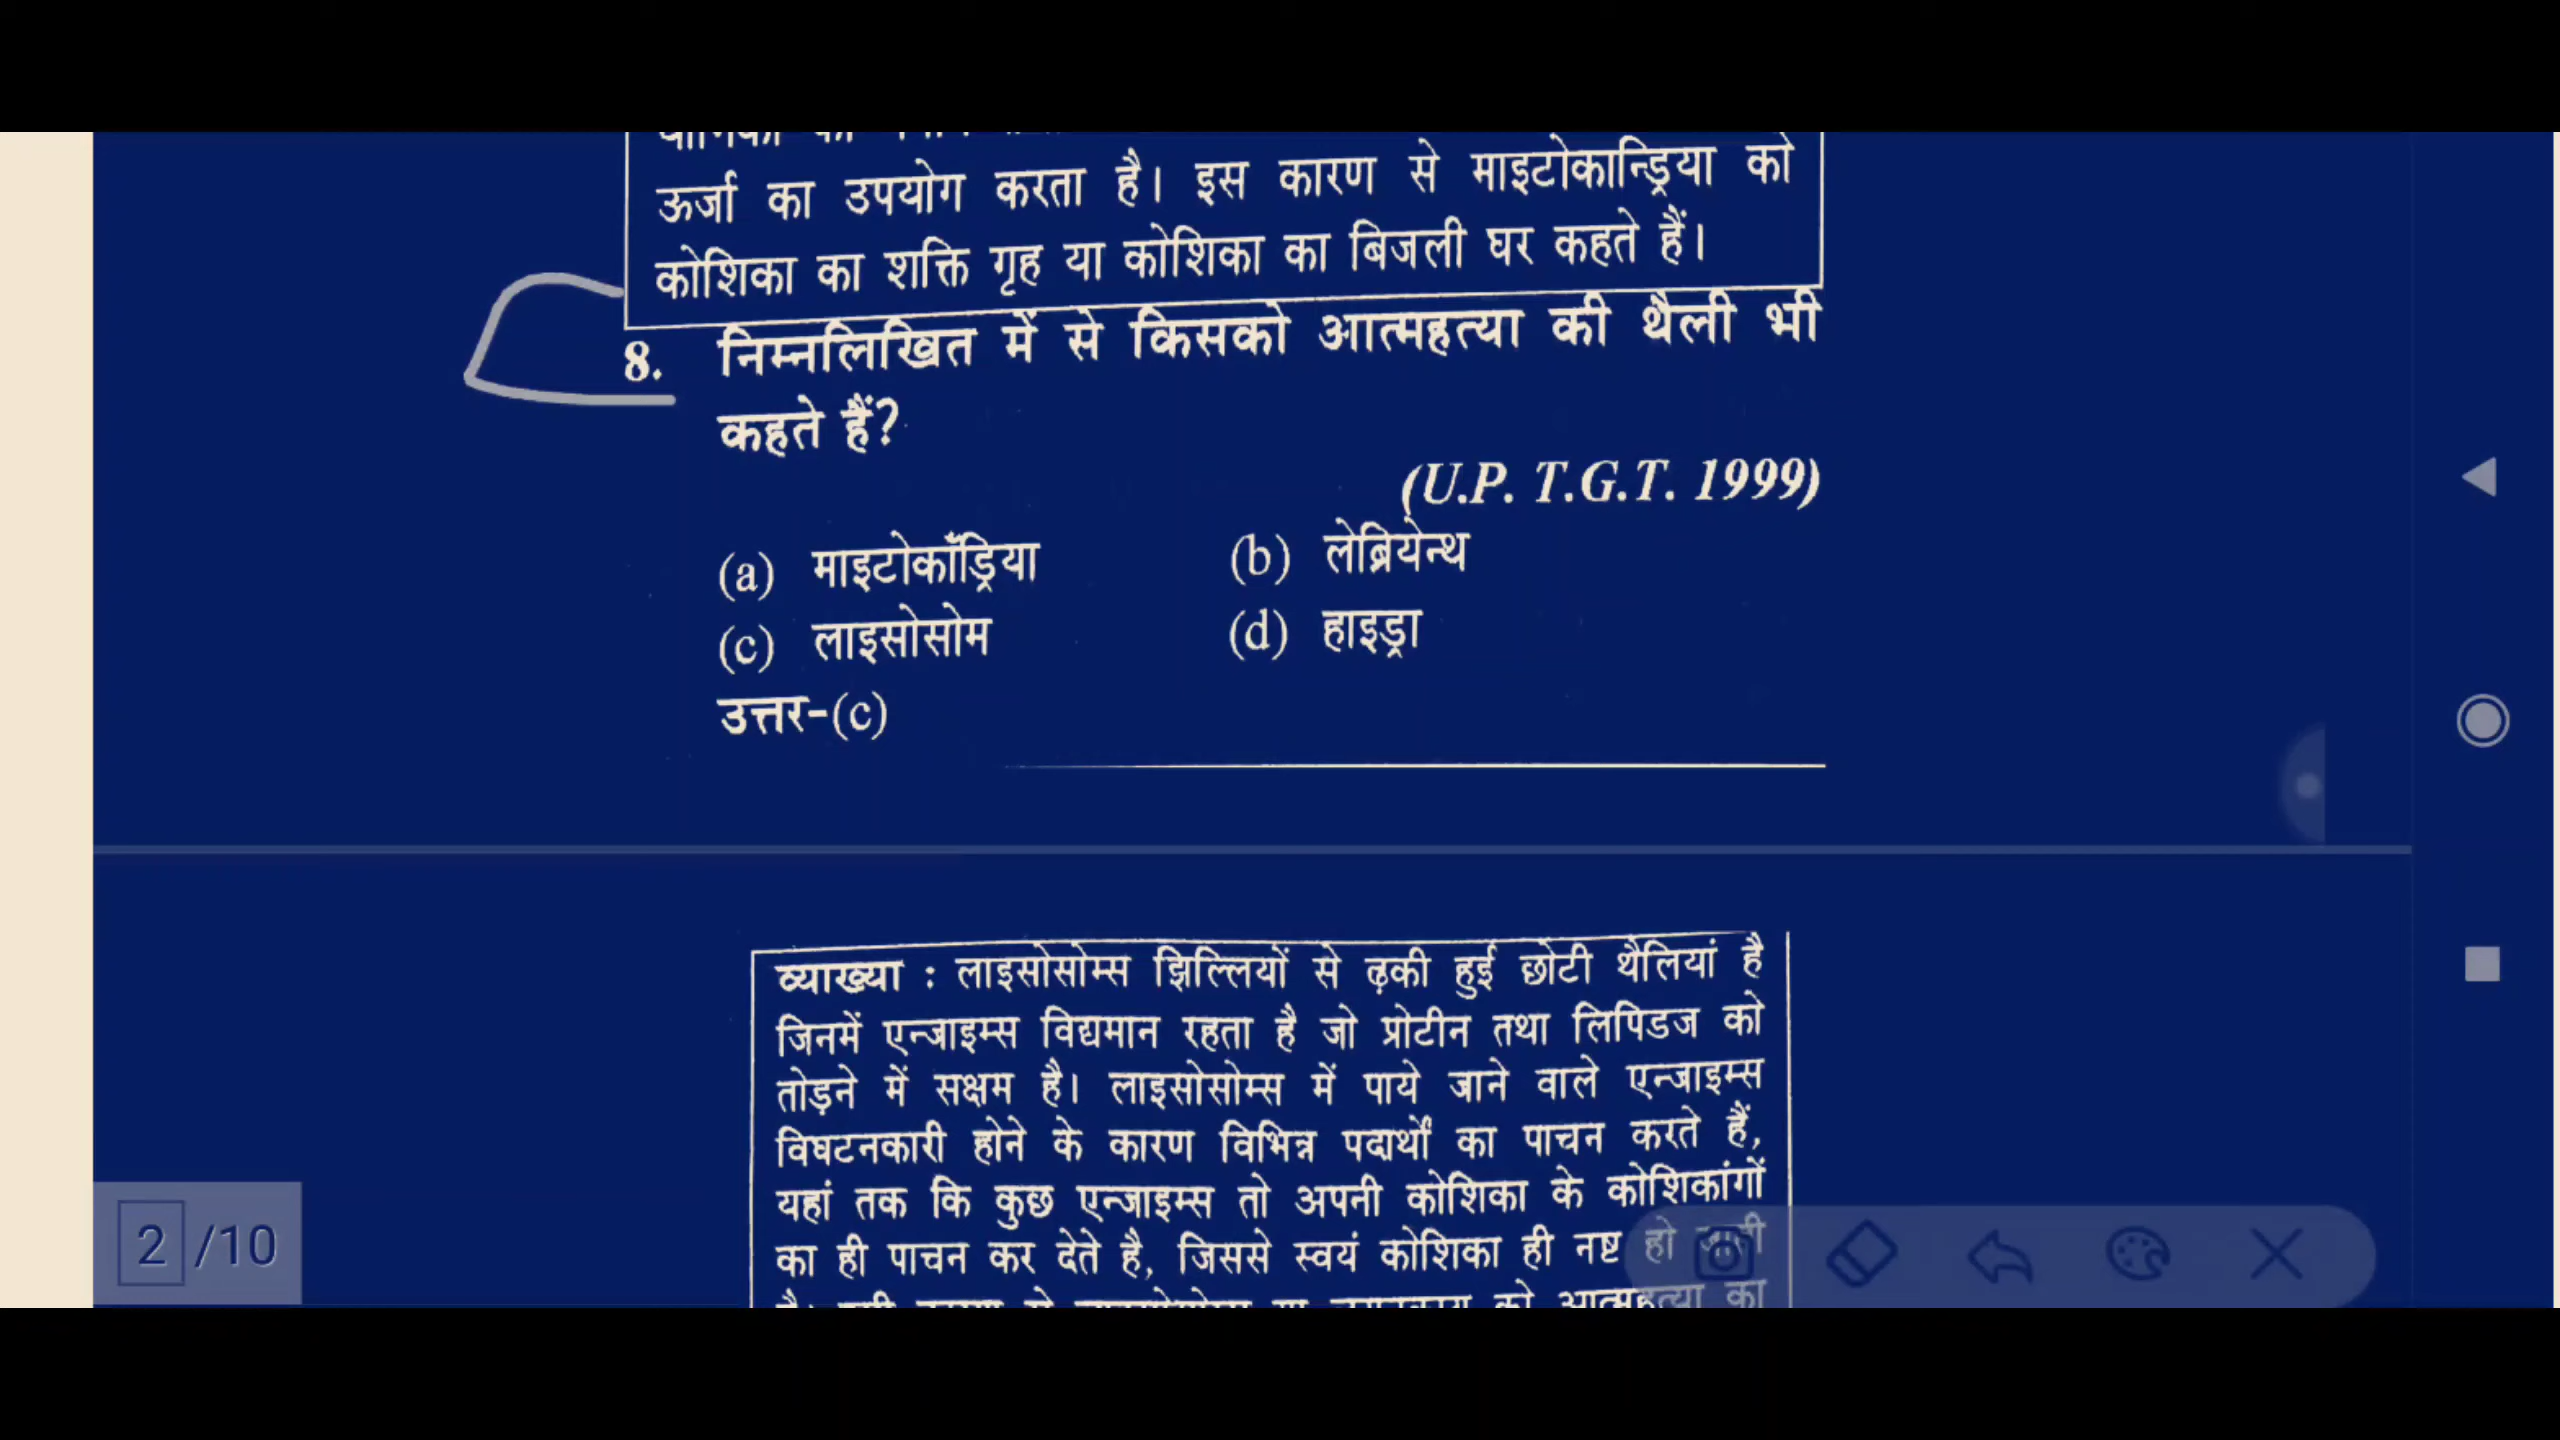 ऊर्जा का उपयोग करता है। इस कारण से माइटोकान्ड्रिया को
कोशिका का शक्ति गृह या कोशिका का बिजली घर कहते हैं।
8. निम्नलिखित में से किसको आत्महत्या की थैली भी
कहते हैं?
(U.P. T.G.T. 1999)
(a) माइटोकॉंड्रिया (b) लेब्रियेन्थ
(c) लाइसोसोम (d) हाइड्रा
उत्तर-(c)
व्याख्या : लाइसोसोम्स झिल्लियों से ढ़की हुई छोटी थैलियां है
जिनमें एन्जाइम्स विद्यमान रहता है जो प्रोटीन तथा लिपिडज को
तोड़ने में सक्षम है। लाइसोसोम्स में पाये जाने वाले एन्जाइम्स
विघटनकारी होने के कारण विभिन्न पदार्थों का पाचन करते हैं,
यहां तक कि कुछ एन्जाइम्स तो अपनी कोशिका के कोशिकांगों
का ही पाचन कर देते है, जिससे स्वयं कोशिका ही नष्ट हो जाती
को आत्महत्या का
2 /10